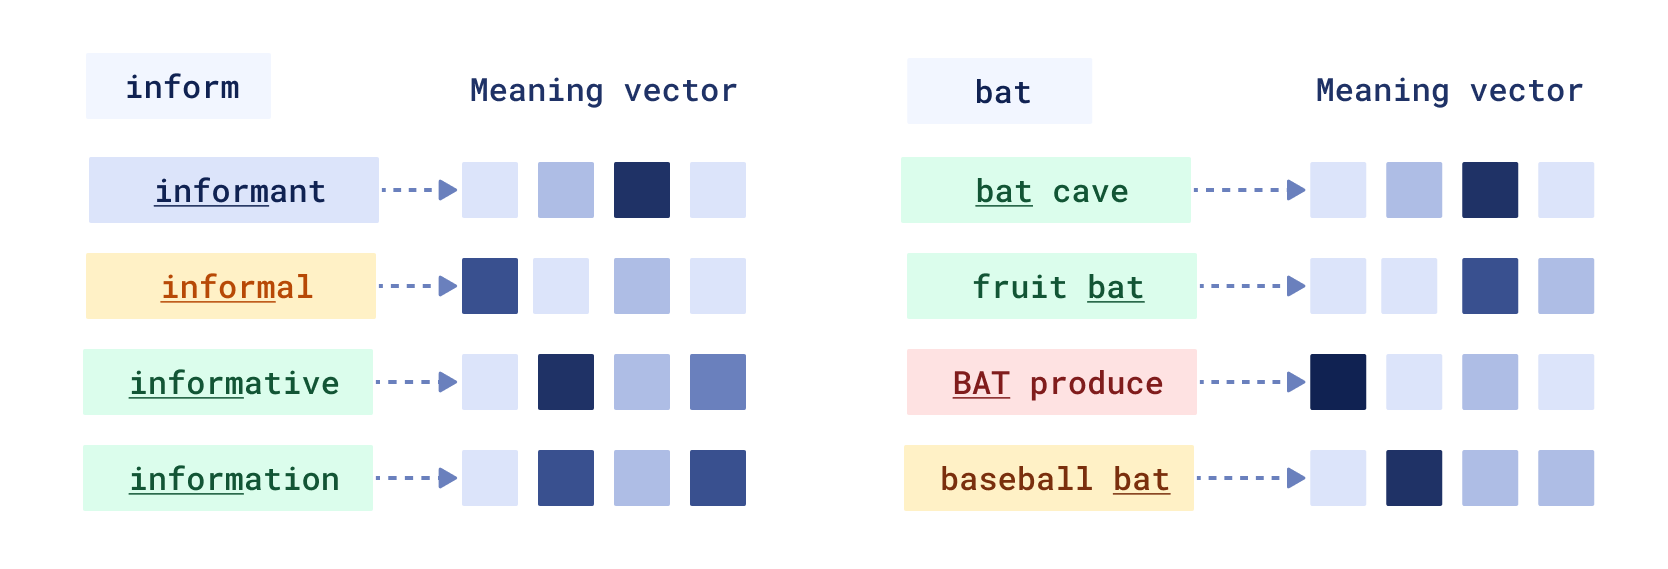 inform
Meaning vector
informant
informal
informative
information
bat
Meaning vector
bat cave
fruit bat
BAT produce
baseball bat